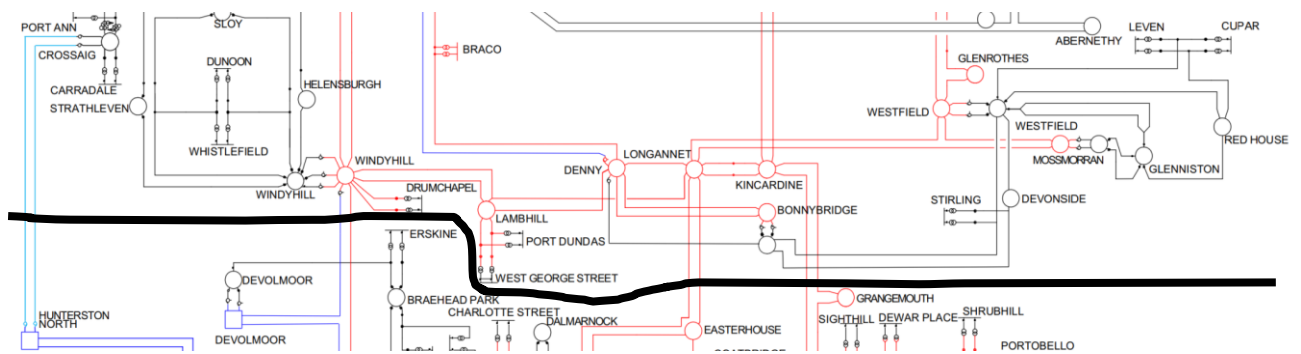 PORT ANN
SLOY
LEVEN
CUPAR
ABERNETHY
CROSSAIG
BRACO
DUNOON
GLENROTHES
CARRADALE
HELENSBURGH
STRATHLEVEN
WESTFIELD
WESTFIELD
RED HOUSE
WHISTLEFIELD
WINDYHILL
LONGANNET
MOSSMORRAN
GLENNISTON
DENNY
KINCARDINE
WINDYHILL
DRUMCHAPEL
STIRLING
DEVONSIDE
BONNYBRIDGE
LAMBHILL
ERSKINE
PORT DUNDAS
WEST GEORGE STREET
DEVOLMOOR
BRAEHEAD PARK
GRANGEMOUTH
HUNTERSTON
NORTH
CHARLOTTE STREET
DALMARNOCK
SIGHTHILL
DEWAR PLACE
SHRUBHILL
EASTERHOUSE
DEVOLMOOR
PORTOBELLO
COATBRIDGE